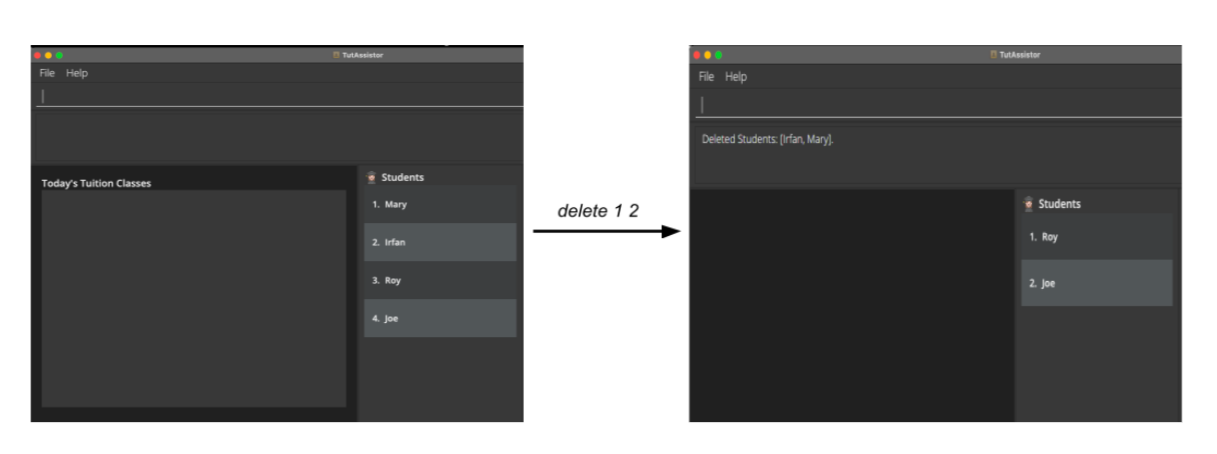 TutAssistor
File Help
Today's Tuition Classes
Students
1. Mary
2. Irfan
3. Roy
4. Joe
delete 1 2
TutAssistor
File Help
Deleted Students: [Irfan, Mary].
Students
1. Roy
2. Joe